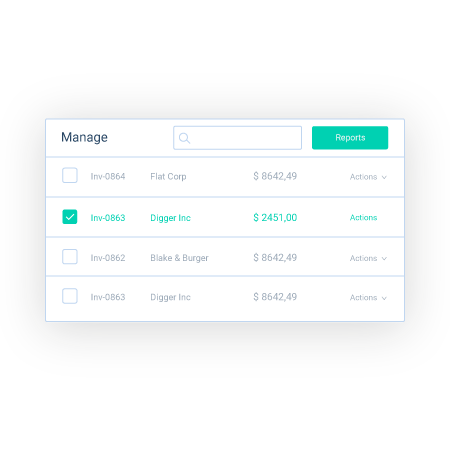 Manage Reports
Inv-0864 Flat Corp $ 8642,49 Actions
Inv-0863 Digger Inc $ 2451,00 Actions
Inv-0862 Blake & Burger $ 8642,49 Actions
Inv-0863 Digger Inc $ 8642,49 Actions